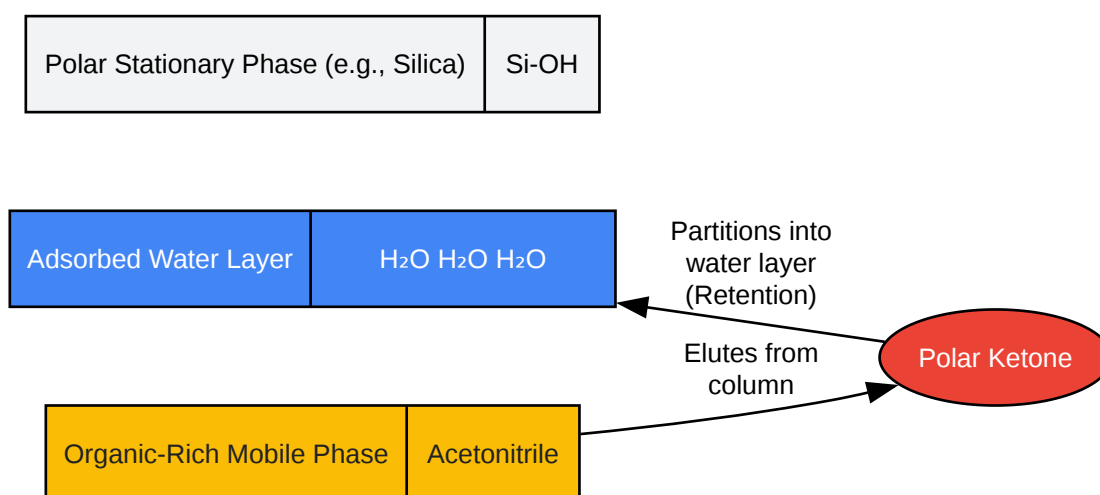 Polar Stationary Phase (e.g., Silica)
Si-OH
Adsorbed Water Layer
H₂O H₂O H₂O
Partitions into
water layer
(Retention)
Polar Ketone
Elutes from
column
Organic-Rich Mobile Phase
Acetonitrile